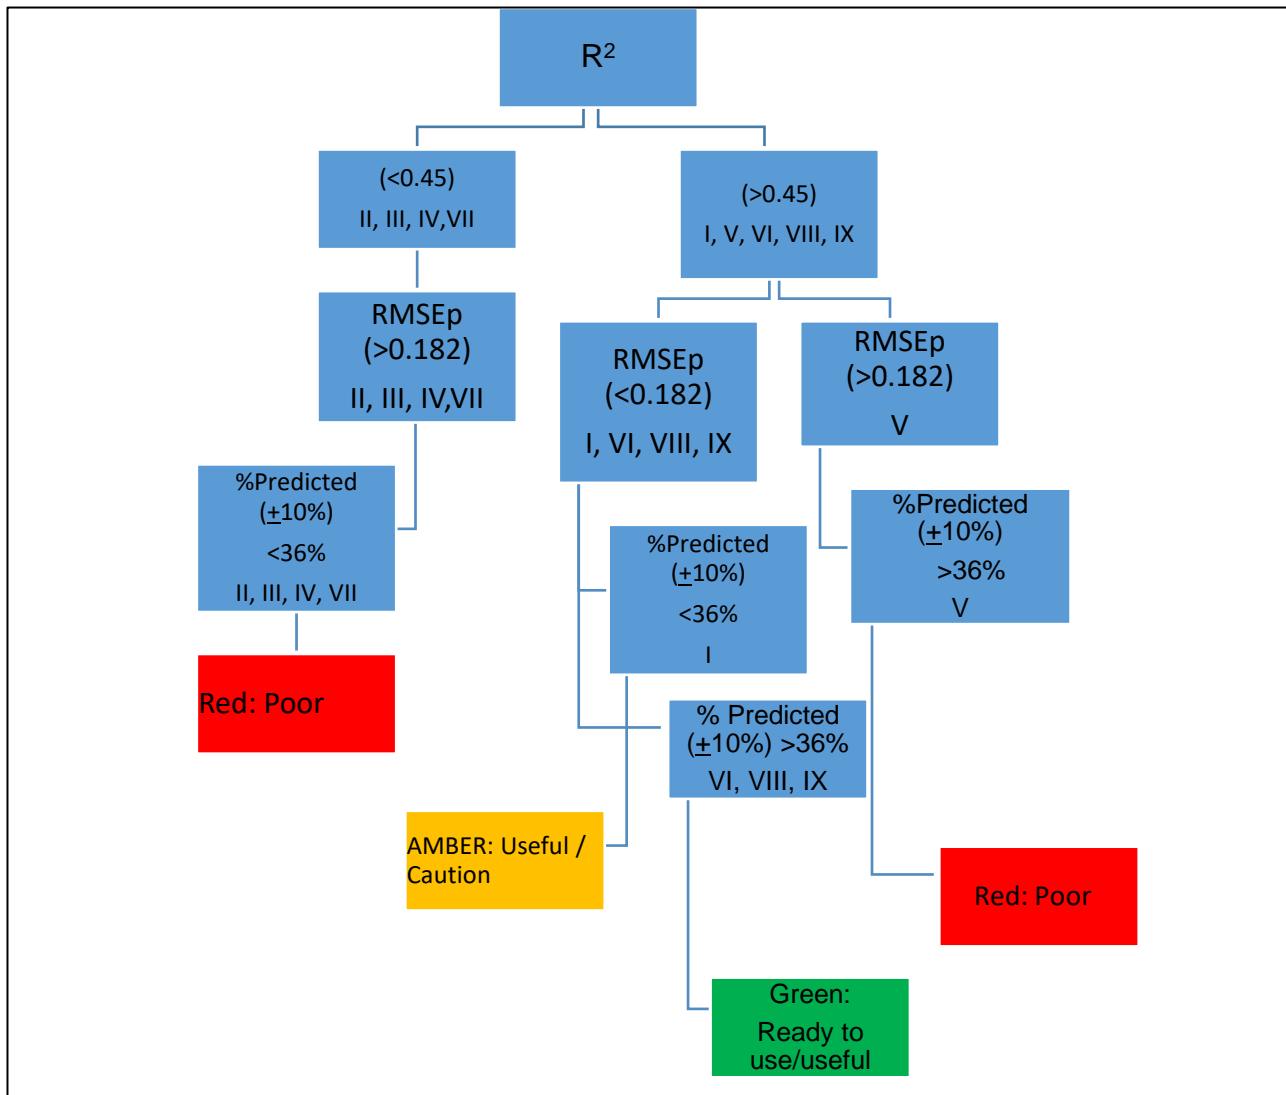 R²
(<0.45)
II, III, IV,VII
(>0.45)
I, V, VI, VIII, IX
RMSEp
(>0.182)
II, III, IV,VII
RMSEp
(<0.182)
I, VI, VIII, IX
RMSEp
(>0.182)
V
%Predicted
(±10%)
<36%
II, III, IV, VII
%Predicted
(±10%)
<36%
I
%Predicted
(±10%)
>36%
V
Red: Poor
% Predicted
(±10%) >36%
VI, VIII, IX
AMBER: Useful /
Caution
Red: Poor
Green:
Ready to
use/useful